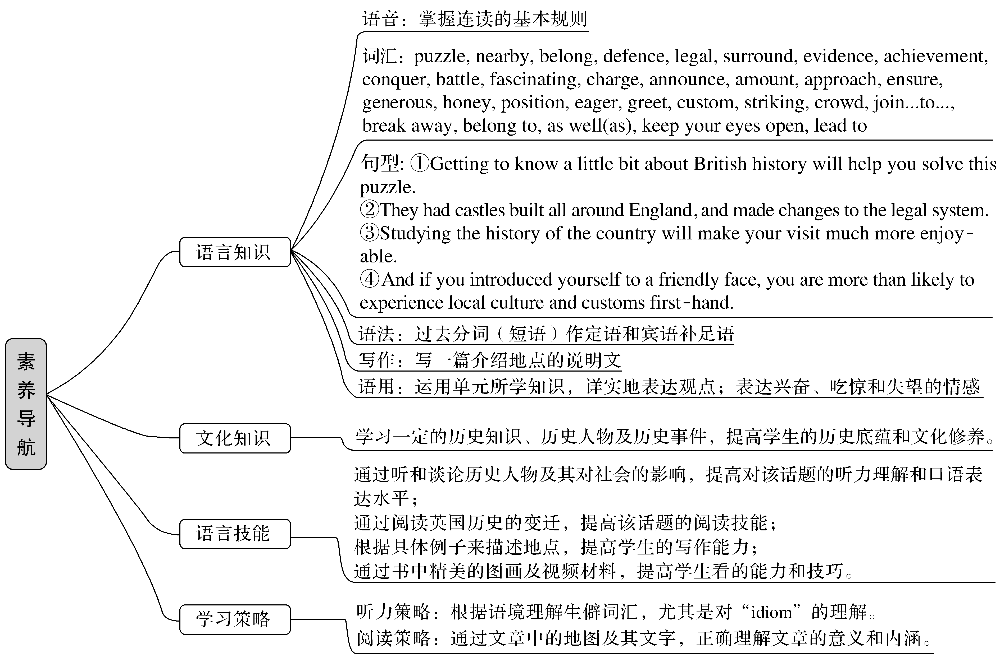 素养导航
语言知识
语音：掌握连读的基本规则
词汇：puzzle, nearby, belong, defence, legal, surround, evidence, achievement,
conquer, battle, fascinating, charge, announce, amount, approach, ensure,
generous, honey, position, eager, greet, custom, striking, crowd, join...to...,
break away, belong to, as well(as), keep your eyes open, lead to
句型: ①Getting to know a little bit about British history will help you solve this
puzzle.
②They had castles built all around England, and made changes to the legal system.
③Studying the history of the country will make your visit much more enjoy-
able.
④And if you introduced yourself to a friendly face, you are more than likely to
experience local culture and customs first-hand.
语法：过去分词（短语）作定语和宾语补足语
写作：写一篇介绍地点的说明文
语用：运用单元所学知识，详实地表达观点；表达兴奋、吃惊和失望的情感
文化知识
学习一定的历史知识、历史人物及历史事件，提高学生的历史底蕴和文化修养。
语言技能
通过听和谈论历史人物及其对社会的影响，提高对该话题的听力理解和口语表
达水平；
通过阅读英国历史的变迁，提高该话题的阅读技能；
根据具体例子来描述地点，提高学生的写作能力；
通过书中精美的图画及视频材料，提高学生看的能力和技巧。
学习策略
听力策略：根据语境理解生僻词汇，尤其是对“idiom”的理解。
阅读策略：通过文章中的地图及其文字，正确理解文章的意义和内涵。